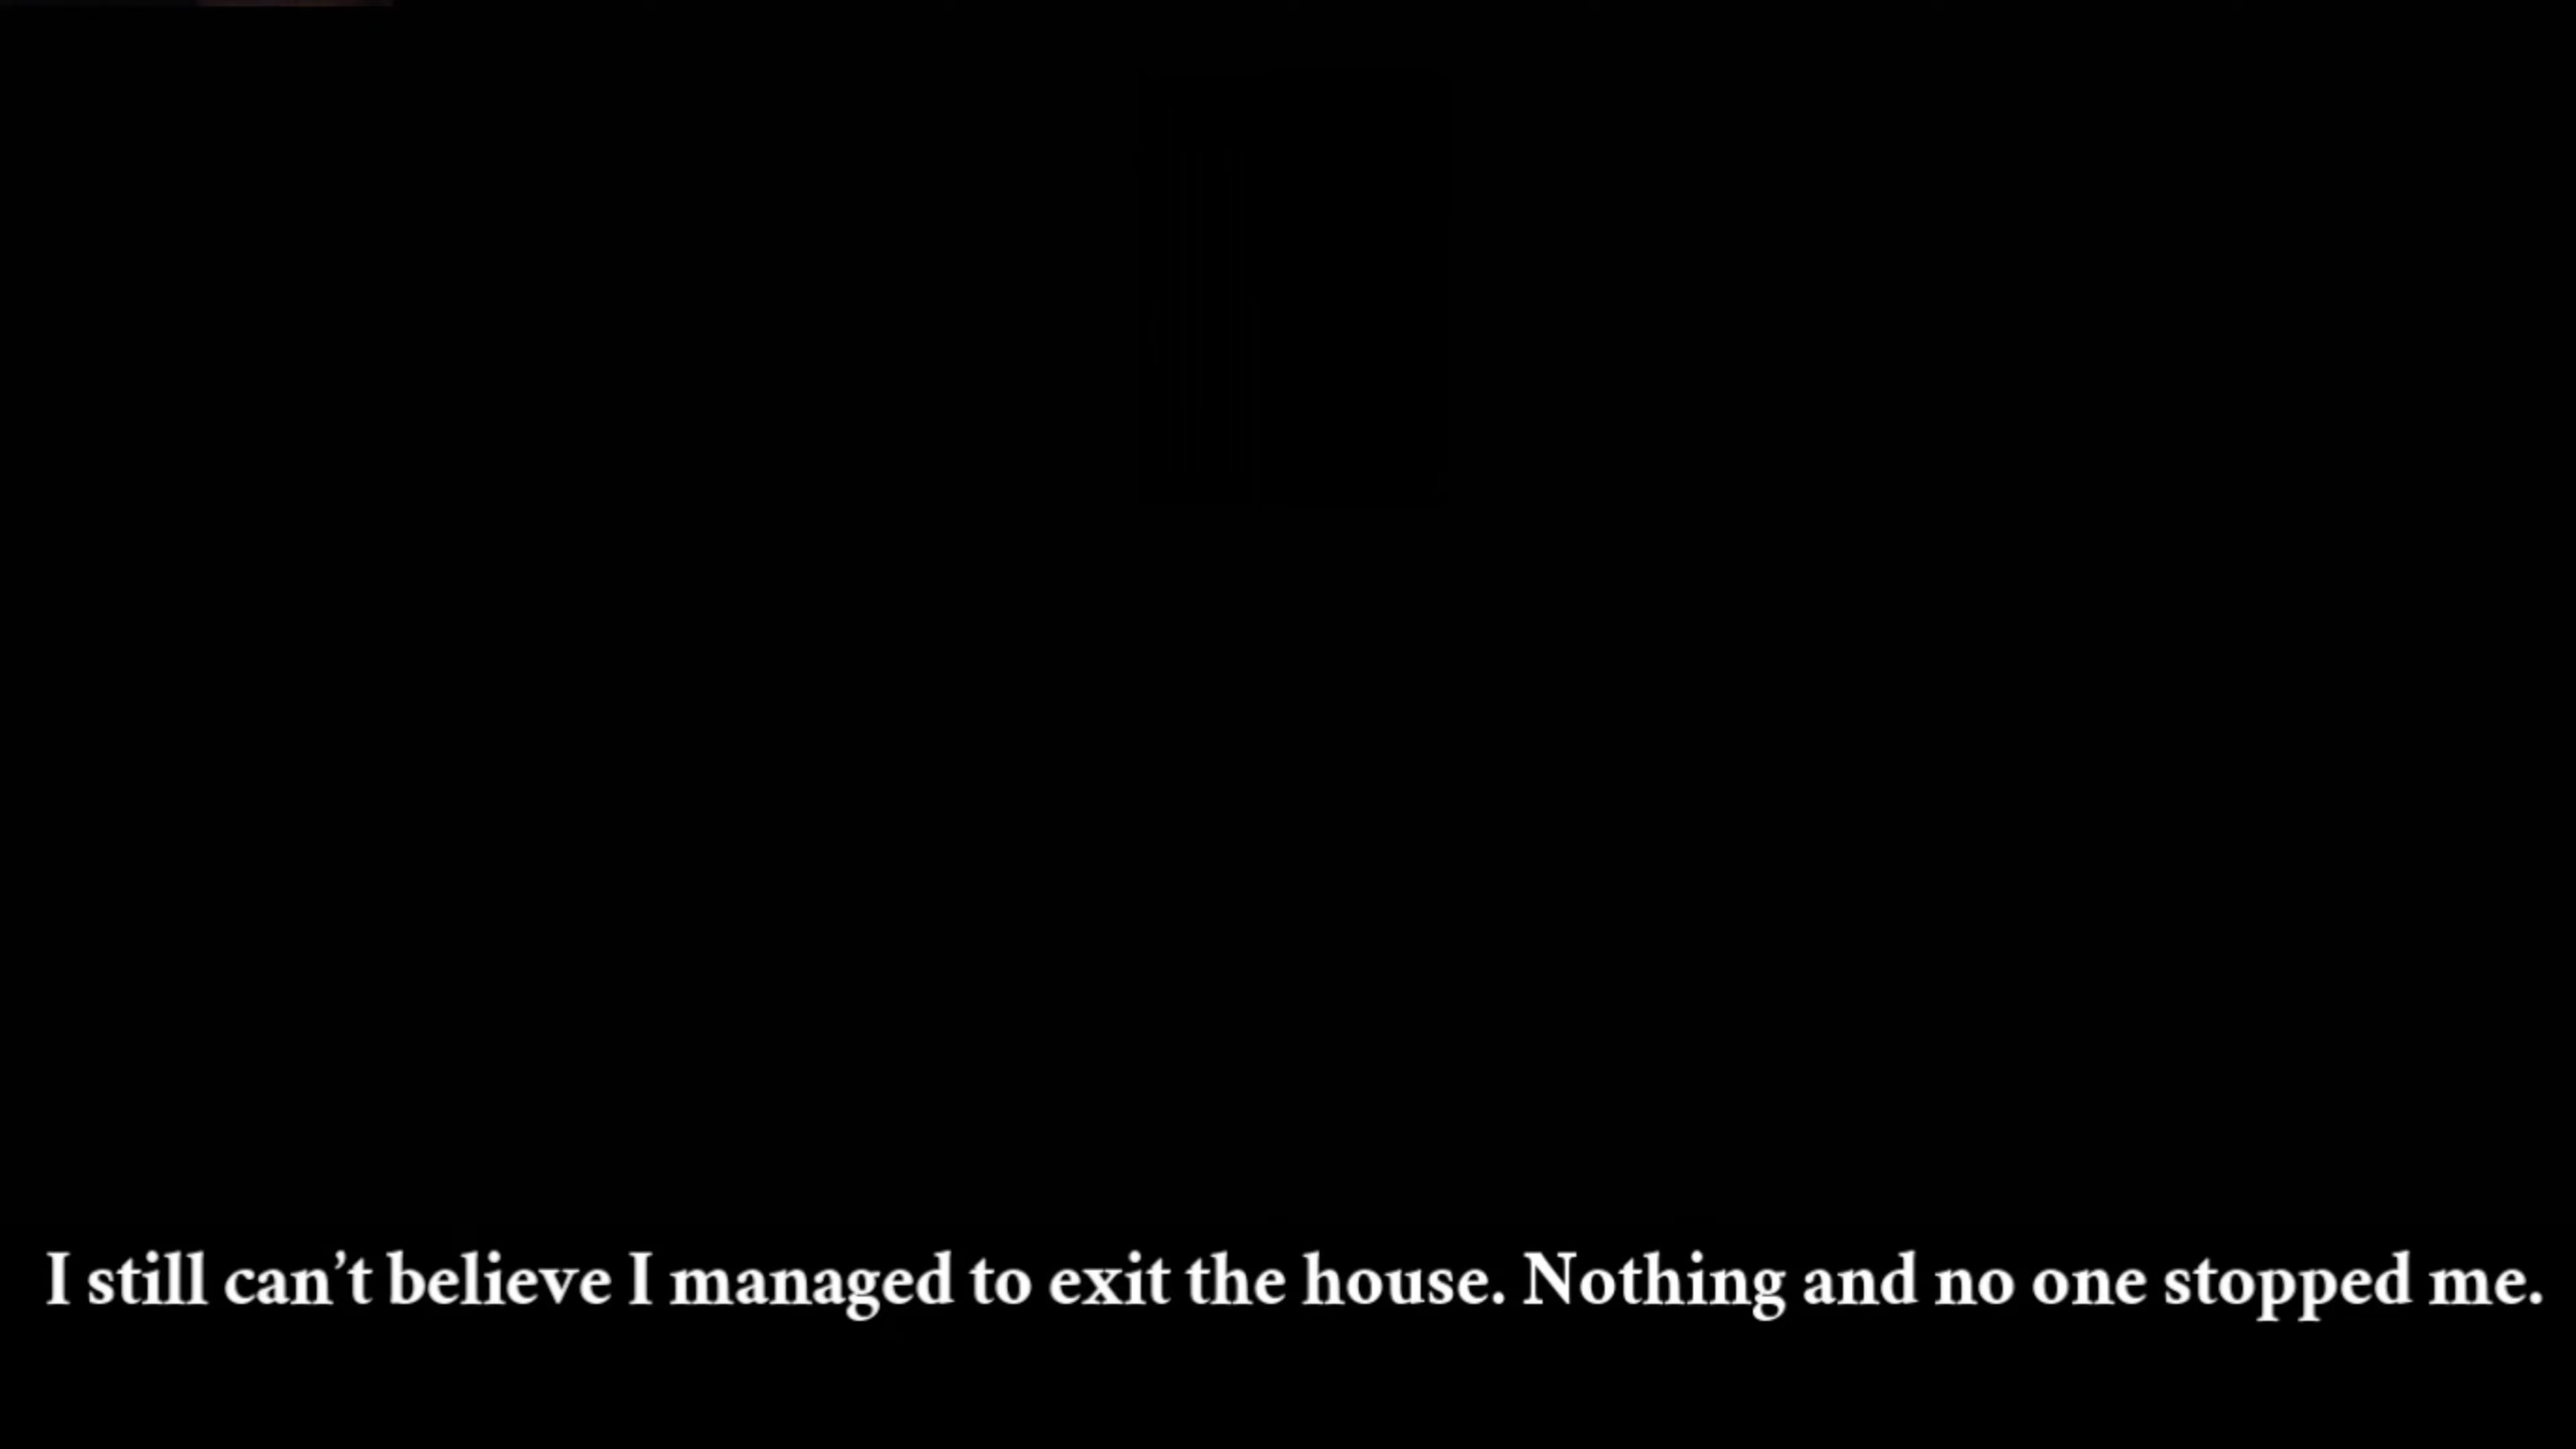 I still can’t believe I managed to exit the house. Nothing and no one stopped me.